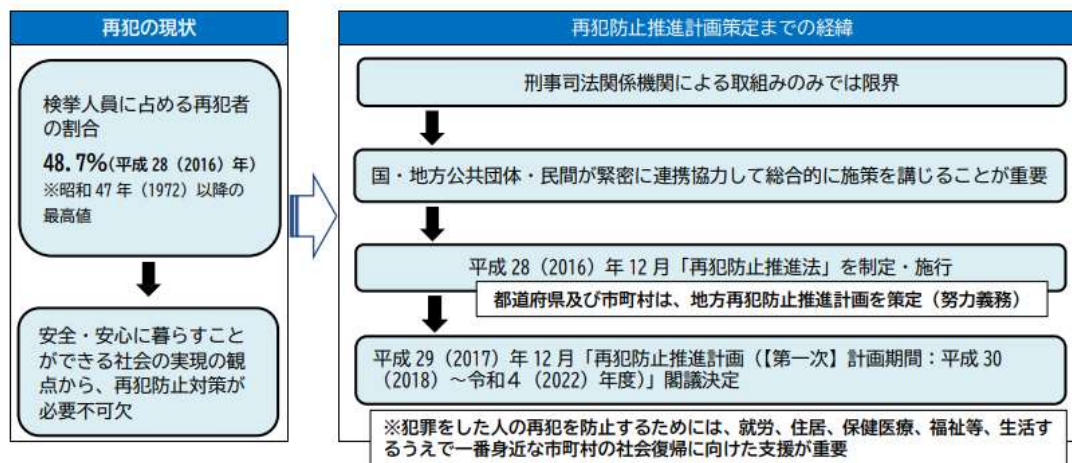 再犯の現状
検挙人員に占める再犯者
の割合
48.7%(平成28(2016)年)
※昭和47年(1972)以降の
最高値
安全・安心に暮らすこと
ができる社会の実現の観
点から、再犯防止対策が
必要不可欠
再犯防止推進計画策定までの経緯
刑事司法関係機関による取組みのみでは限界
国・地方公共団体・民間が緊密に連携協力して総合的に施策を講じることが重要
平成28(2016)年12月「再犯防止推進法」を制定・施行
都道府県及び市町村は、地方再犯防止推進計画を策定(努力義務)
平成29(2017)年12月「再犯防止推進計画(【第一次】計画期間:平成30
(2018)~令和4(2022)年度)」閣議決定
※犯罪をした人の再犯を防止するためには、就労、住居、保健医療、福祉等、生活す
るうえで一番身近な市町村の社会復帰に向けた支援が重要